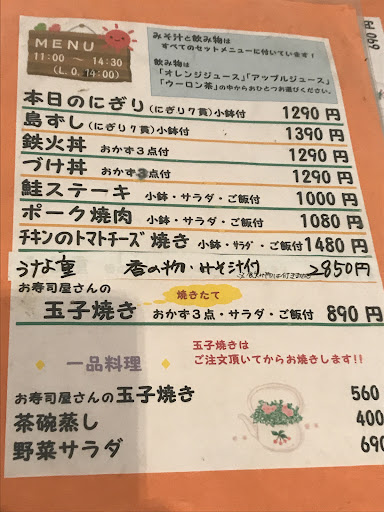 MENU
11:00 ～ 14:30
(L.O. 14:00)
みそ汁と飲み物は
すべてのセットメニューに付いています！
飲み物は
「オレンジジュース」「アップルジュース」
「ウーロン茶」の中からおひとつお選びください。
本日のにぎり(にぎり7貫)小鉢付 1290円
島ずし(にぎり7貫)小鉢付 1390円
鉄火丼 おかず3点付 1290円
づけ丼 おかず3点付 1290円
鮭ステーキ 小鉢・サラダ・ご飯付 1000円
ポーク焼肉 小鉢・サラダ・ご飯付 1080円
チキンのトマトチーズ焼き 小鉢・サラダ・ご飯付 1480円
うな重 香の物・みそ汁付 2850円
お寿司屋さんの 焼きたて
玉子焼き おかず3点・サラダ・ご飯付 890円
一品料理
玉子焼きは
ご注文頂いてからお焼きします!!
お寿司屋さんの玉子焼き 560
茶碗蒸し 400
野菜サラダ 690